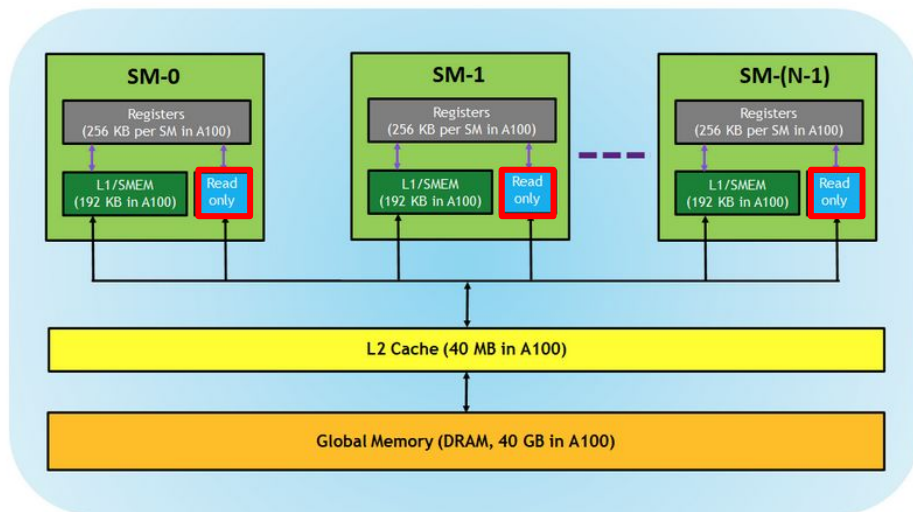 SM-0
Registers
(256 KB per SM in A100)
L1/SMEM
(192 KB in A100)
Read
only
SM-1
Registers
(256 KB per SM in A100)
L1/SMEM
(192 KB in A100)
Read
only
SM-(N-1)
Registers
(256 KB per SM in A100)
L1/SMEM
(192 KB in A100)
Read
only
L2 Cache (40 MB in A100)
Global Memory (DRAM, 40 GB in A100)